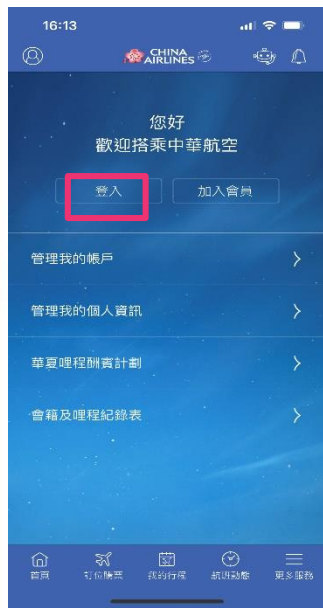 16:13
CHINA AIRLINES
您好
歡迎搭乘中華航空
登入 加入會員
管理我的帳戶
管理我的個人資訊
華夏哩程酬賓計劃
會籍及哩程紀錄表
首頁 訂位購票 我的行程 航班動態 更多服務